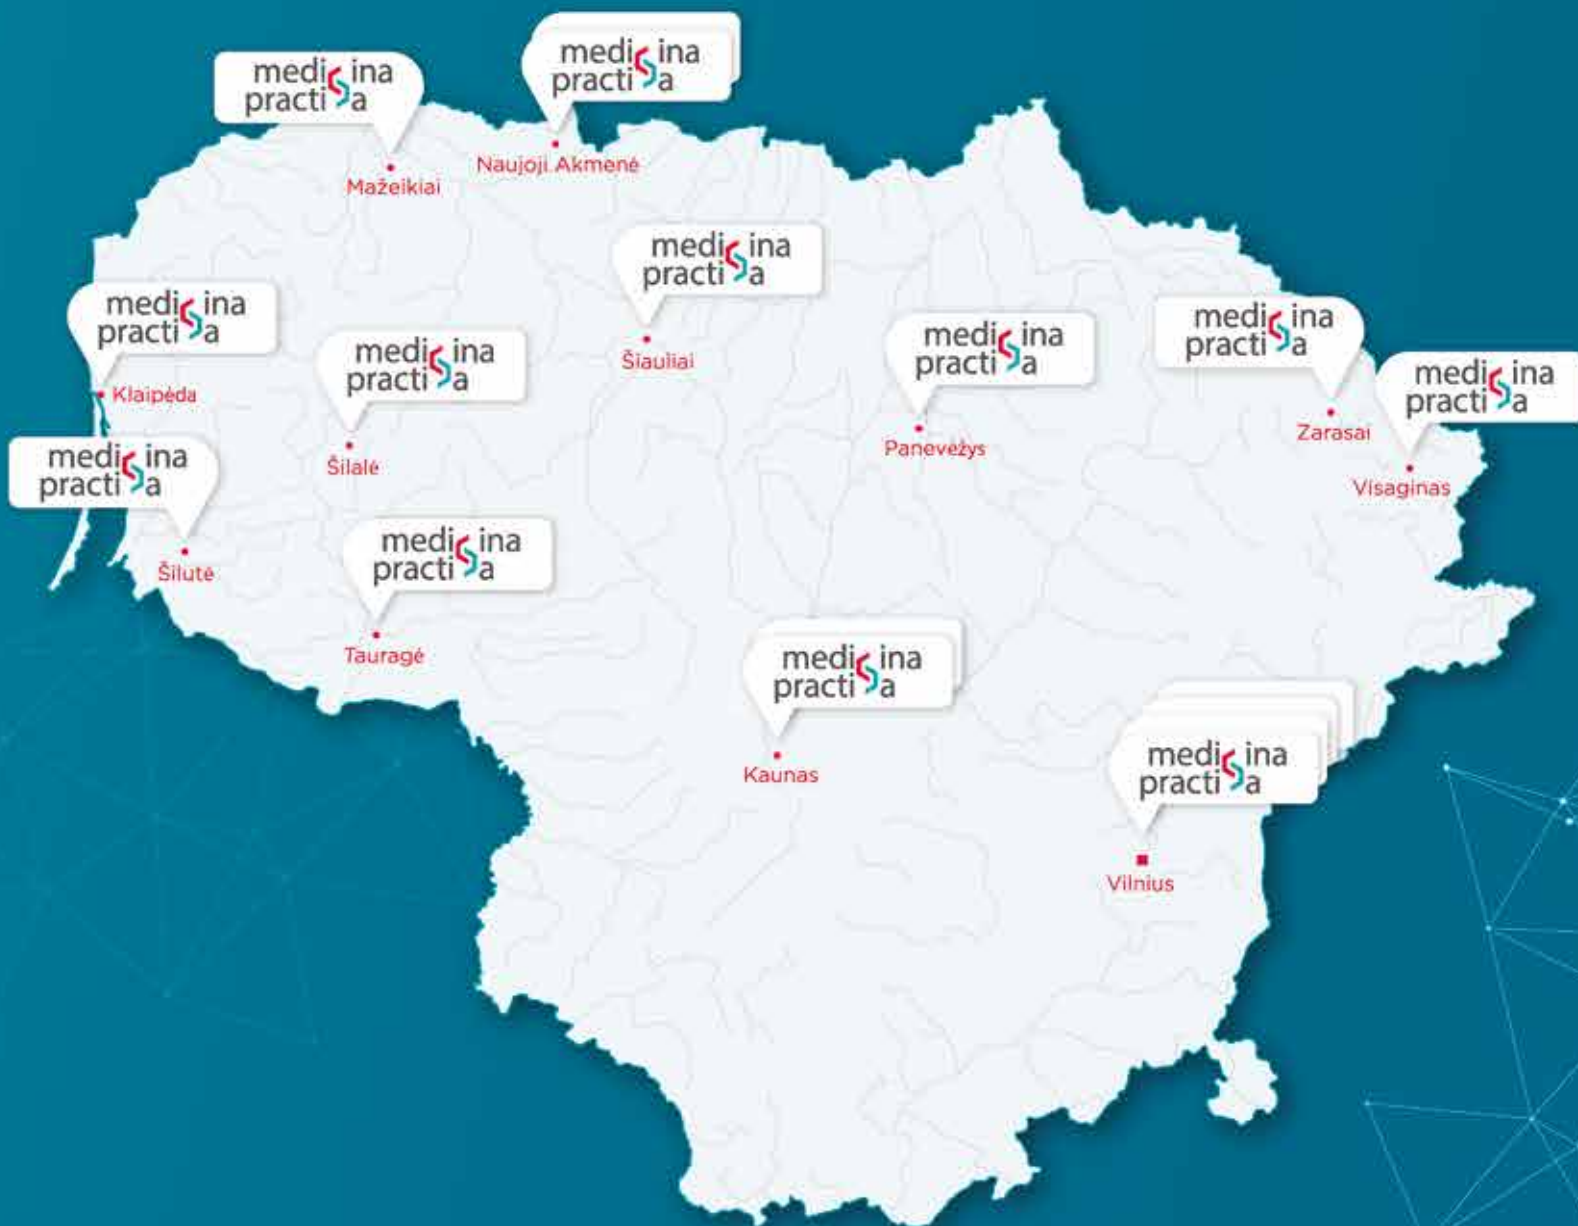 medicina
practica
Naujoji Akmenė
medicina
practica
Mažeikiai
medicina
practica
Šiauliai
medicina
practica
Klaipėda
medicina
practica
Šilalė
medicina
practica
Panevėžys
medicina
practica
Zarasai
medicina
practica
Visaginas
medicina
practica
Šilutė
medicina
practica
Tauragė
medicina
practica
Kaunas
medicina
practica
Vilnius